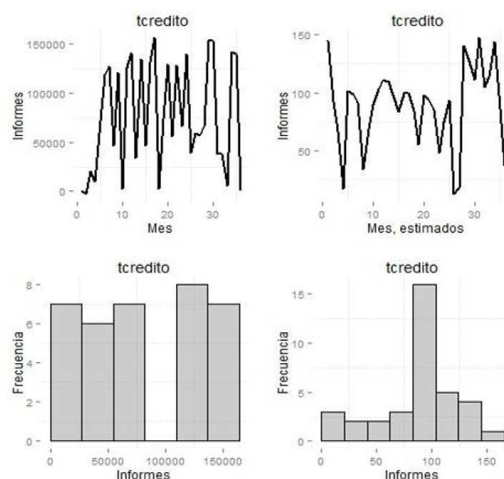 tcredito
150000
100000
50000
0
Informes
0 10 20 30
Mes
tcredito
150
100
50
Informes
0 10 20 30
Mes, estimados
tcredito
8
6
4
2
0
Frecuencia
0 50000 100000 150000
Informes
tcredito
15
10
5
0
Frecuencia
0 50 100 150
Informes